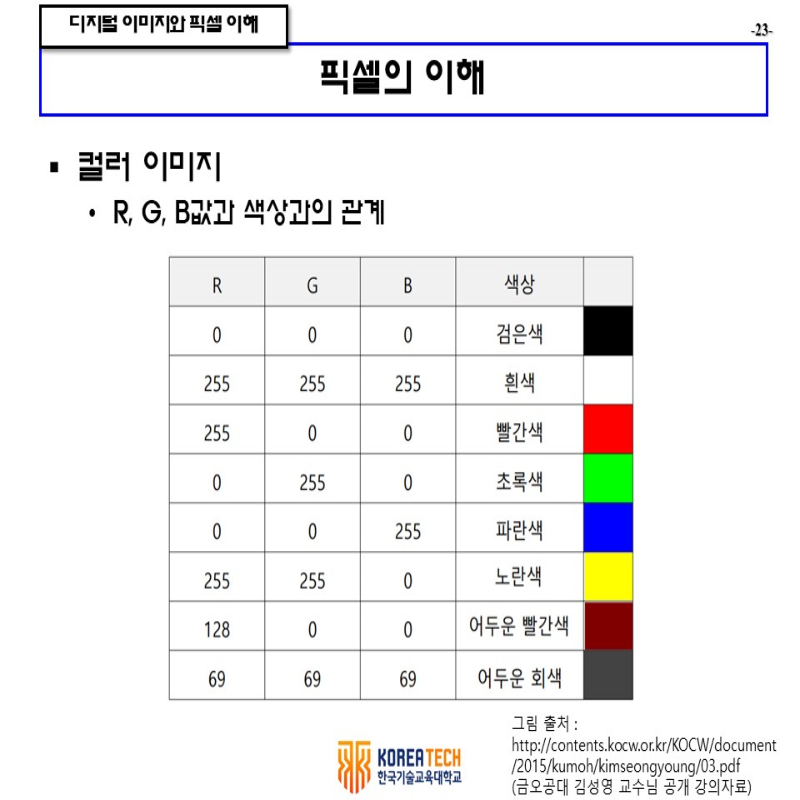 디지털 이미지와 픽셀 이해
-23-
픽셀의 이해
▪ 컬러 이미지
• R, G, B값과 색상과의 관계
R G B 색상
0 0 0 검은색
255 255 255 흰색
255 0 0 빨간색
0 255 0 초록색
0 0 255 파란색
255 255 0 노란색
128 0 0 어두운 빨간색
69 69 69 어두운 회색
그림 출처 :
http://contents.kocw.or.kr/KOCW/document
/2015/kumoh/kimseongyoung/03.pdf
(금오공대 김성영 교수님 공개 강의자료)
KOREATECH
한국기술교육대학교